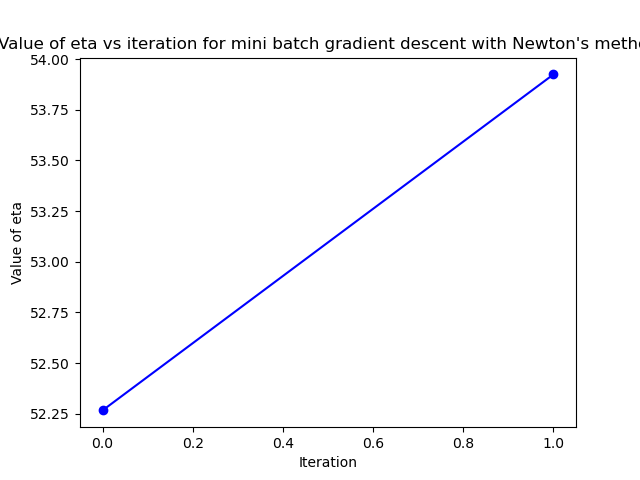 Value of eta vs iteration for mini batch gradient descent with Newton's meth
54.00
53.75
53.50
53.25
53.00
52.75
52.50
52.25
Value of eta
0.0 0.2 0.4 0.6 0.8 1.0
Iteration